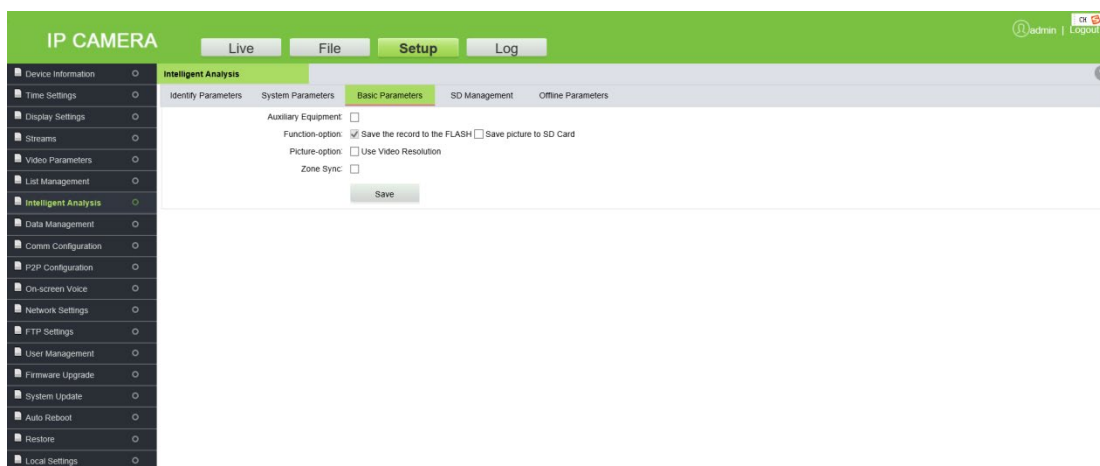 IP CAMERA
Live File Setup Log
CH
admin | Logout
Device Information
Time Settings
Display Settings
Streams
Video Parameters
List Management
Intelligent Analysis
Data Management
Comm Configuration
P2P Configuration
On-screen Voice
Network Settings
FTP Settings
User Management
Firmware Upgrade
System Update
Auto Reboot
Restore
Local Settings
Intelligent Analysis
Identify Parameters System Parameters Basic Parameters SD Management Offline Parameters
Auxiliary Equipment:
Function-option: Save the record to the FLASH Save picture to SD Card
Picture-option: Use Video Resolution
Zone Sync:
Save